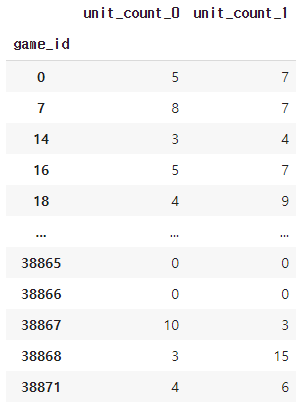 unit_count_0 unit_count_1
game_id
0 5 7
7 8 7
14 3 4
16 5 7
18 4 9
... ... ...
38865 0 0
38866 0 0
38867 10 3
38868 3 15
38871 4 6